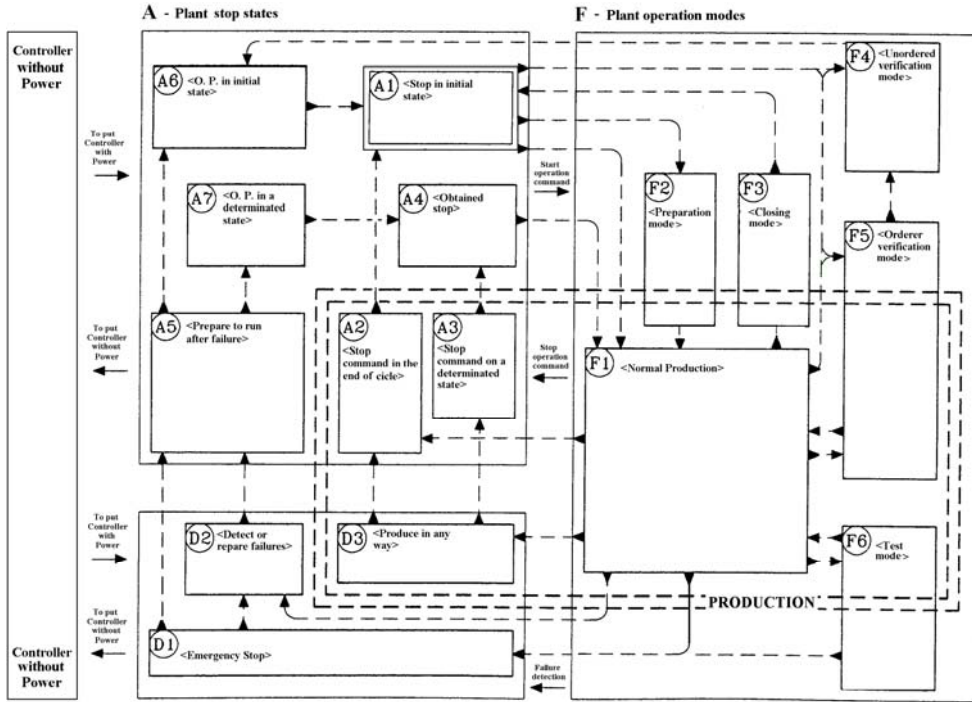 A - Plant stop states
F - Plant operation modes
Controller
without
Power
A6
<O. P. in initial
state>
A1
<Stop in initial
state>
F4
<Unordered
verification
mode>
To put
Controller
with
Power
Start
operation
command
A7
<O. P. in a
determinated
state>
A4
<Obtained
stop>
F2
<Preparation
mode>
F3
<Closing
mode>
F5
<Orderer
verification
mode>
To put
Controller
without
Power
A5
<Prepare to run
after failure>
A2
<Stop
command in the
end of cicle>
A3
<Stop
command on a
determinated
state>
Stop
operation
command
F1
<Normal Production>
To put
Controller
with
Power
D2
<Detect or
repare failures>
D3
<Produce in any
way>
F6
<Test
mode>
PRODUCTION
To put
Controller
without
Power
D1
<Emergency Stop>
Controller
without
Power
Failure
detection